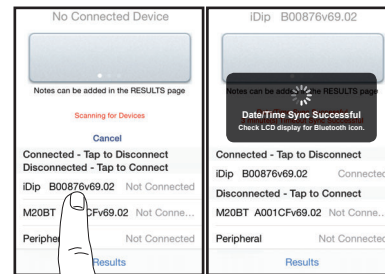 No Connected Device
Notes can be added in the RESULTS page
Scanning for Devices
Cancel
Connected - Tap to Disconnect
Disconnected - Tap to Connect
iDip B00876v69.02 Not Connected
M20BT CFv69.02 Not Conne...
Periphe Not Connected
Results
iDip B00876v69.02
Notes can be added in the RESULTS page
Date/Time Sync Successful
Check LCD display for Bluetooth icon.
Connected - Tap to Disconnect
iDip B00876v69.02 Connected
Disconnected - Tap to Connect
M20BT A001CFv69.02 Not Conne...
Peripheral Not Connected
Results